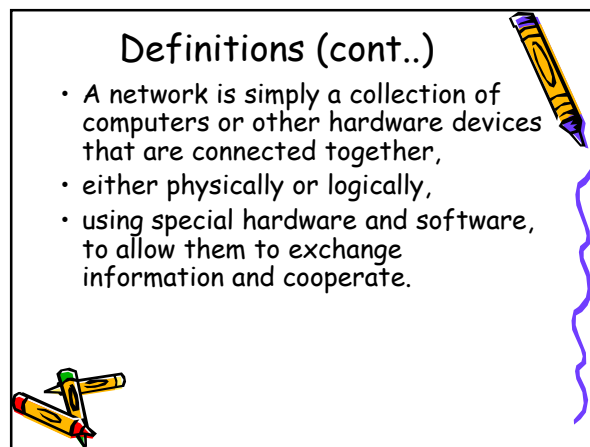 Definitions (cont..)
• A network is simply a collection of
computers or other hardware devices
that are connected together,
• either physically or logically,
• using special hardware and software,
to allow them to exchange
information and cooperate.